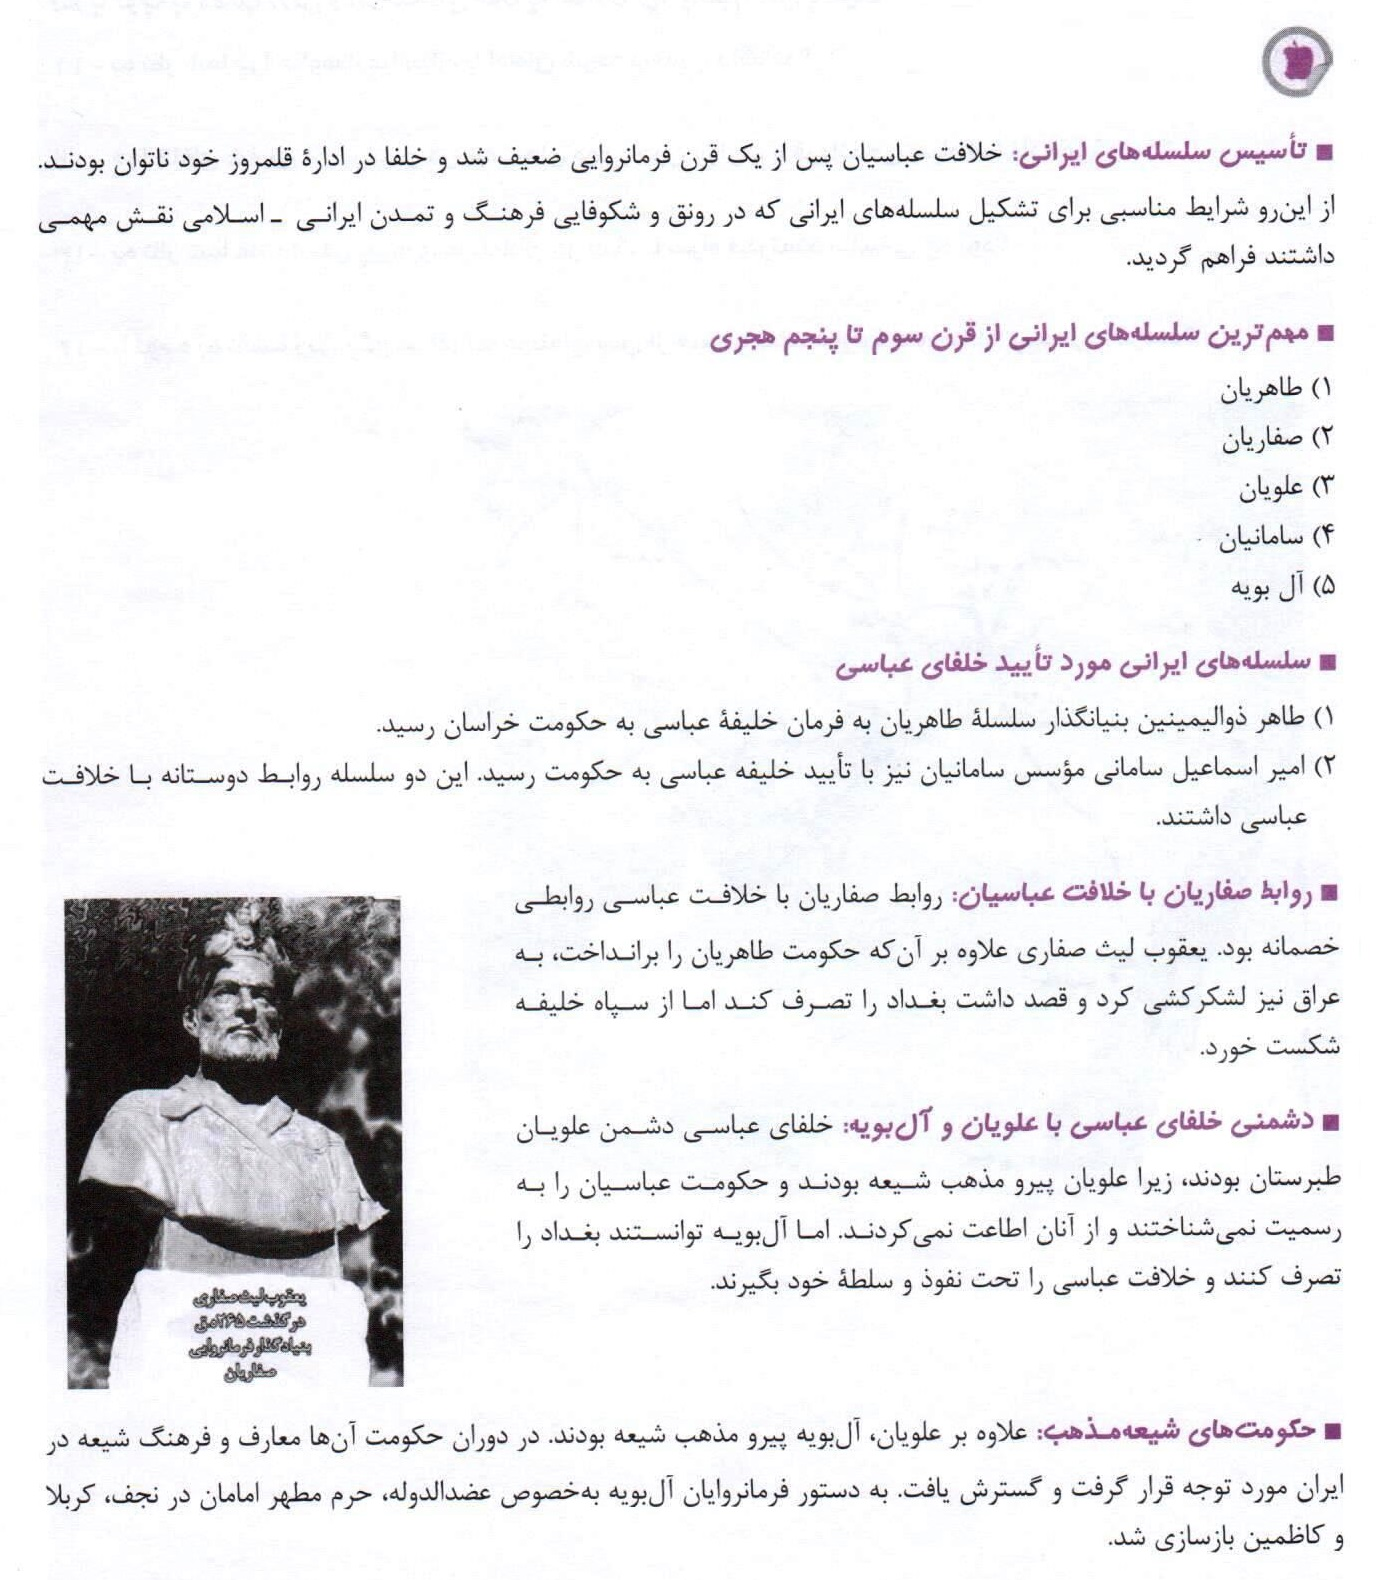 ■ تأسیس سلسله‌های ایرانی: خلافت عباسیان پس از یک قرن فرمانروایی ضعیف شد و خلفا در ادارهٔ قلمروز خود ناتوان بودند.
از این‌رو شرایط مناسبی برای تشکیل سلسله‌های ایرانی که در رونق و شکوفایی فرهنگ و تمدن ایرانی ـ اسلامی نقش مهمی
داشتند فراهم گردید.
■ مهم‌ترین سلسله‌های ایرانی از قرن سوم تا پنجم هجری
۱) طاهریان
۲) صفاریان
۳) علویان
۴) سامانیان
۵) آل بویه
■ سلسله‌های ایرانی مورد تأیید خلفای عباسی
۱) طاهر ذوالیمینین بنیانگذار سلسلهٔ طاهریان به فرمان خلیفهٔ عباسی به حکومت خراسان رسید.
۲) امیر اسماعیل سامانی مؤسس سامانیان نیز با تأیید خلیفه عباسی به حکومت رسید. این دو سلسله روابط دوستانه با خلافت
عباسی داشتند.
■ روابط صفاریان با خلافت عباسیان: روابط صفاریان با خلافت عباسی روابطی
خصمانه بود. یعقوب لیث صفاری علاوه بر آن‌که حکومت طاهریان را برانداخت، به
عراق نیز لشکرکشی کرد و قصد داشت بغداد را تصرف کند اما از سپاه خلیفه
شکست خورد.
■ دشمنی خلفای عباسی با علویان و آل‌بویه: خلفای عباسی دشمن علویان
طبرستان بودند، زیرا علویان پیرو مذهب شیعه بودند و حکومت عباسیان را به
رسمیت نمی‌شناختند و از آنان اطاعت نمی‌کردند. اما آل‌بویه توانستند بغداد را
تصرف کنند و خلافت عباسی را تحت نفوذ و سلطهٔ خود بگیرند.
یعقوب لیث صفاری
درگذشت ۲۶۵ه.ق
بنیادگذار فرمانروایی
صفاریان
■ حکومت‌های شیعه‌مذهب: علاوه بر علویان، آل‌بویه پیرو مذهب شیعه بودند. در دوران حکومت آن‌ها معارف و فرهنگ شیعه در
ایران مورد توجه قرار گرفت و گسترش یافت. به دستور فرمانروایان آل‌بویه به‌خصوص عضدالدوله، حرم مطهر امامان در نجف، کربلا
و کاظمین بازسازی شد.